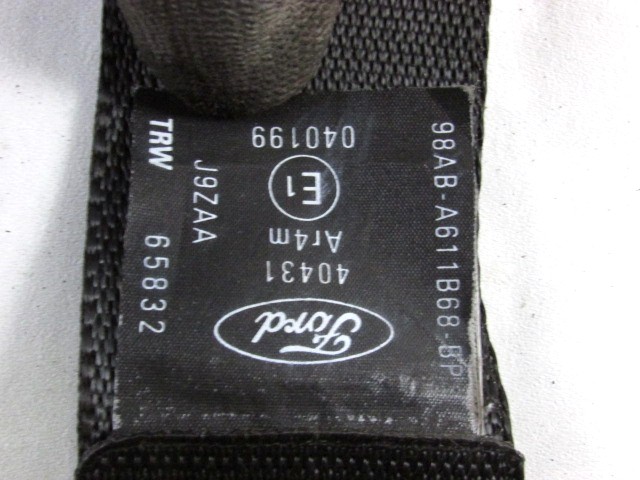 Ford
40431
Ar4m
E1
040199
98AB-A611B68-BP
J9ZAA
TRW 65832